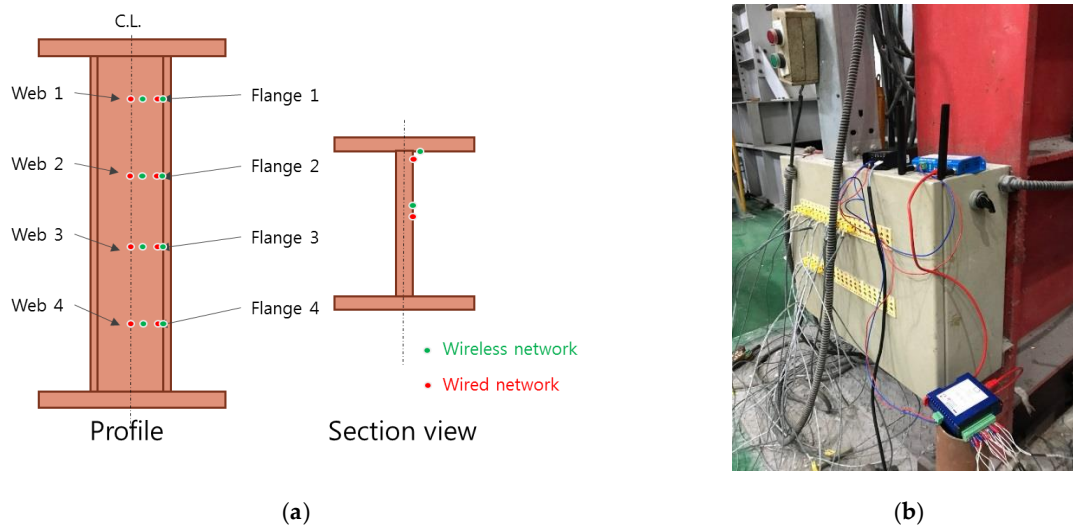 C.L.
Web 1
Flange 1
Web 2
Flange 2
Web 3
Flange 3
Web 4
Flange 4
Wireless network
Wired network
Profile
Section view
(a)
(b)